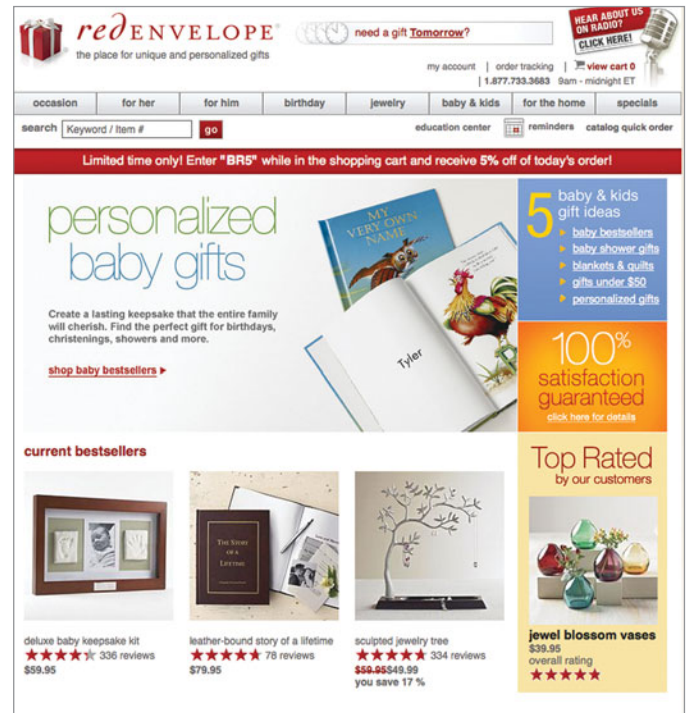 redENVELOPE®
the place for unique and personalized gifts
need a gift Tomorrow?
HEAR ABOUT US
ON RADIO?
CLICK HERE!
my account | order tracking | view cart 0
| 1.877.733.3683 9am - midnight ET
occasion for her for him birthday jewelry baby & kids for the home specials
search Keyword / Item # go education center reminders catalog quick order
Limited time only! Enter "BR5" while in the shopping cart and receive 5% off of today's order!
personalized
baby gifts
Create a lasting keepsake that the entire family
will cherish. Find the perfect gift for birthdays,
christenings, showers and more.
shop baby bestsellers
MY
VERY OWN
NAME
Tyler
5 baby & kids
gift ideas
baby bestsellers
baby shower gifts
blankets & quilts
gifts under $50
personalized gifts
100%
satisfaction
guaranteed
click here for details
current bestsellers
THE STORY
OF A
LIFETIME
deluxe baby keepsake kit
336 reviews
$59.95
leather-bound story of a lifetime
78 reviews
$79.95
sculpted jewelry tree
334 reviews
$59.95$49.99
you save 17 %
Top Rated
by our customers
jewel blossom vases
$39.95
overall rating